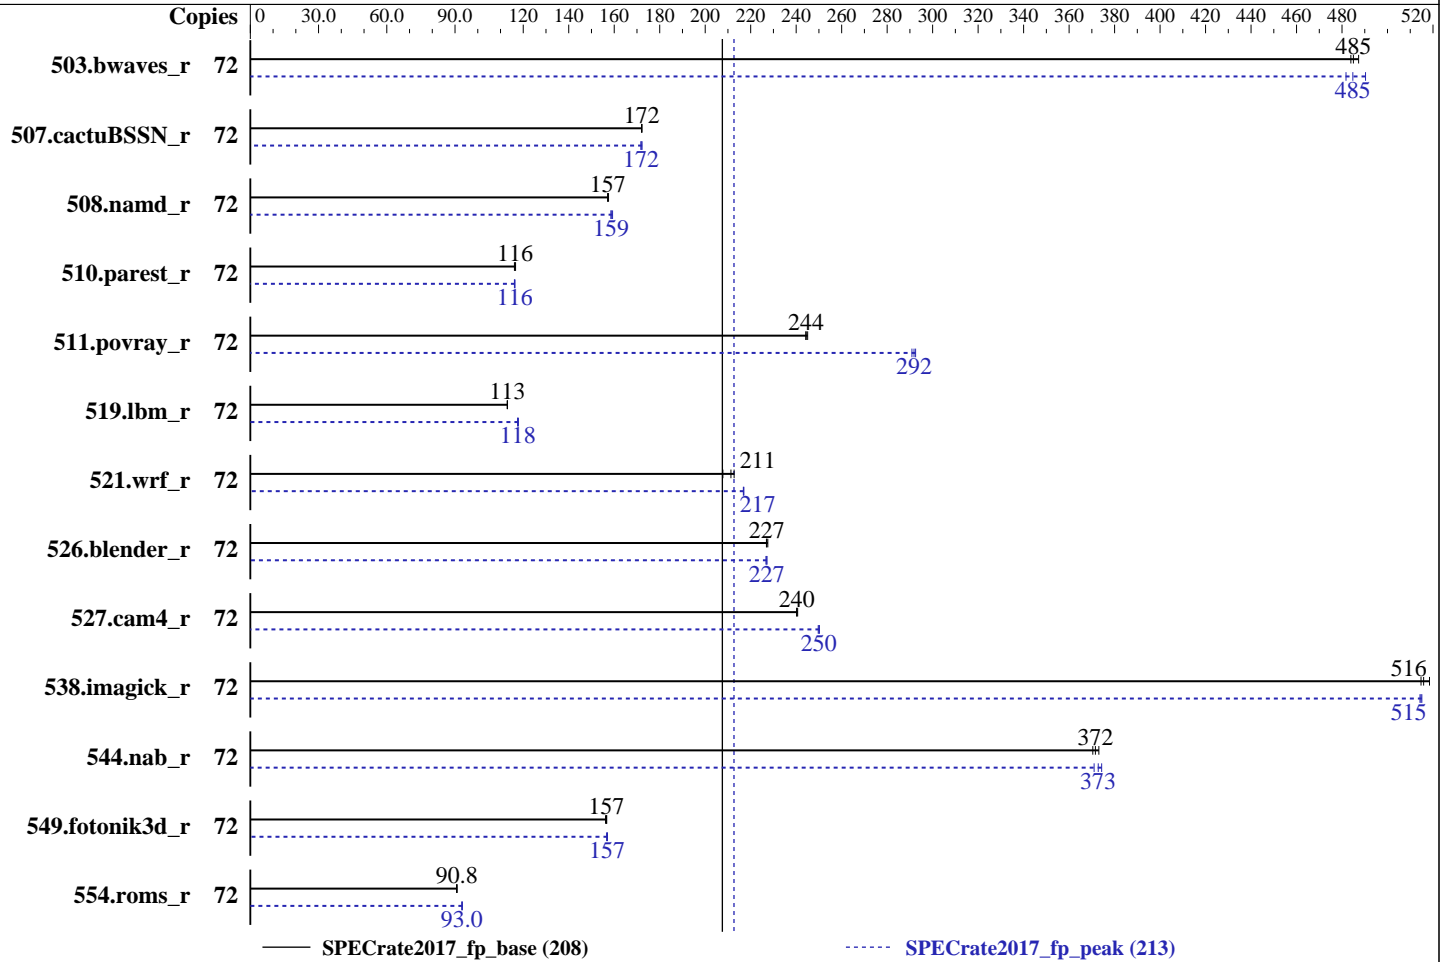 Copies 0 30.0 60.0 90.0 120 140 160 180 200 220 240 260 280 300 320 340 360 380 400 420 440 460 480 520
485
503.bwaves_r 72
485
172
507.cactuBSSN_r 72
172
157
508.namd_r 72
159
116
510.parest_r 72
116
244
511.povray_r 72
292
113
519.lbm_r 72
118
211
521.wrf_r 72
217
227
526.blender_r 72
227
240
527.cam4_r 72
250
516
538.imagick_r 72
515
372
544.nab_r 72
373
157
549.fotonik3d_r 72
157
90.8
554.roms_r 72
93.0
SPECrate2017_fp_base (208) SPECrate2017_fp_peak (213)